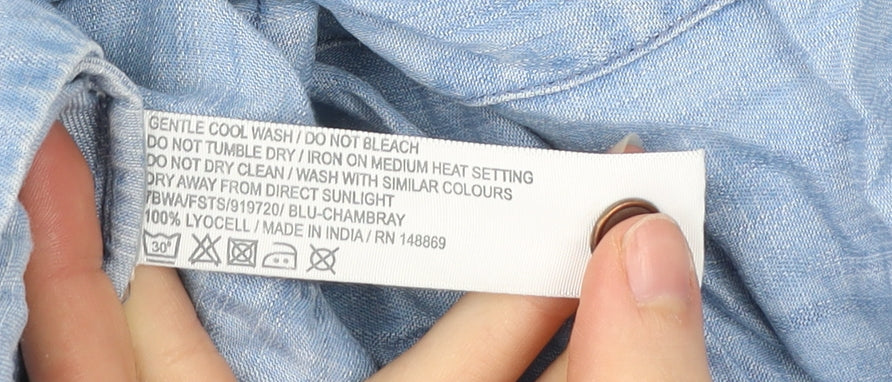 GENTLE COOL WASH / DO NOT BLEACH
DO NOT TUMBLE DRY / IRON ON MEDIUM HEAT SETTING
DO NOT DRY CLEAN / WASH WITH SIMILAR COLOURS
DRY AWAY FROM DIRECT SUNLIGHT
7BWA/FSTS/919720/ BLU-CHAMBRAY
100% LYOCELL / MADE IN INDIA / RN 148869
30°